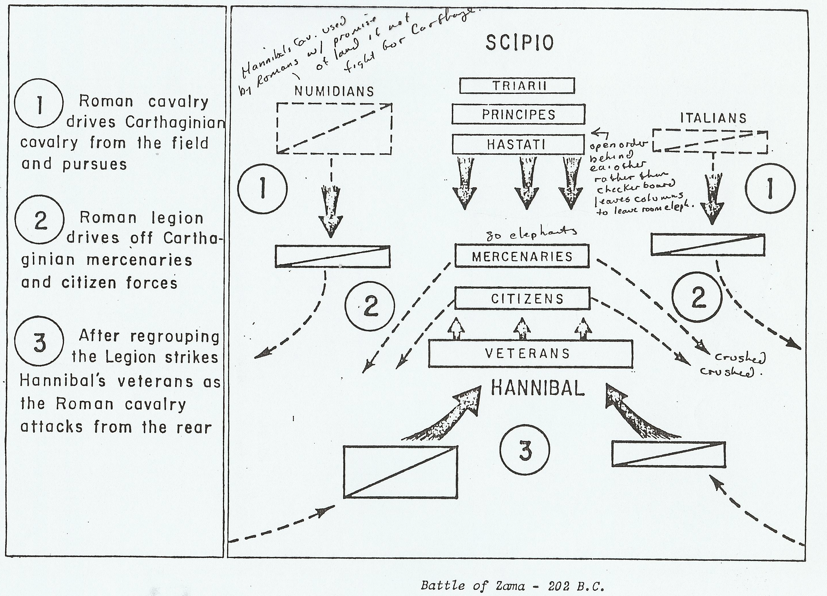 1 Roman cavalry
drives Carthaginian
cavalry from the field
and pursues
2 Roman legion
drives off Cartha-
ginian mercenaries
and citizen forces
3 After regrouping
the Legion strikes
Hannibal's veterans as
the Roman cavalry
attacks from the rear
Hannibal's Cav. used
by Romans w/ promise
of land if not
fight for Carthage.
SCIPIO
NUMIDIANS
TRIARII
PRINCIPES
HASTATI
ITALIANS
open order
behind
ea. other
rather than
checker board
leaves columns
to leave room eleph.
1
1
80 elephants
MERCENARIES
2
2
CITIZENS
VETERANS
crushed
crushed.
HANNIBAL
3
Battle of Zama - 202 B.C.